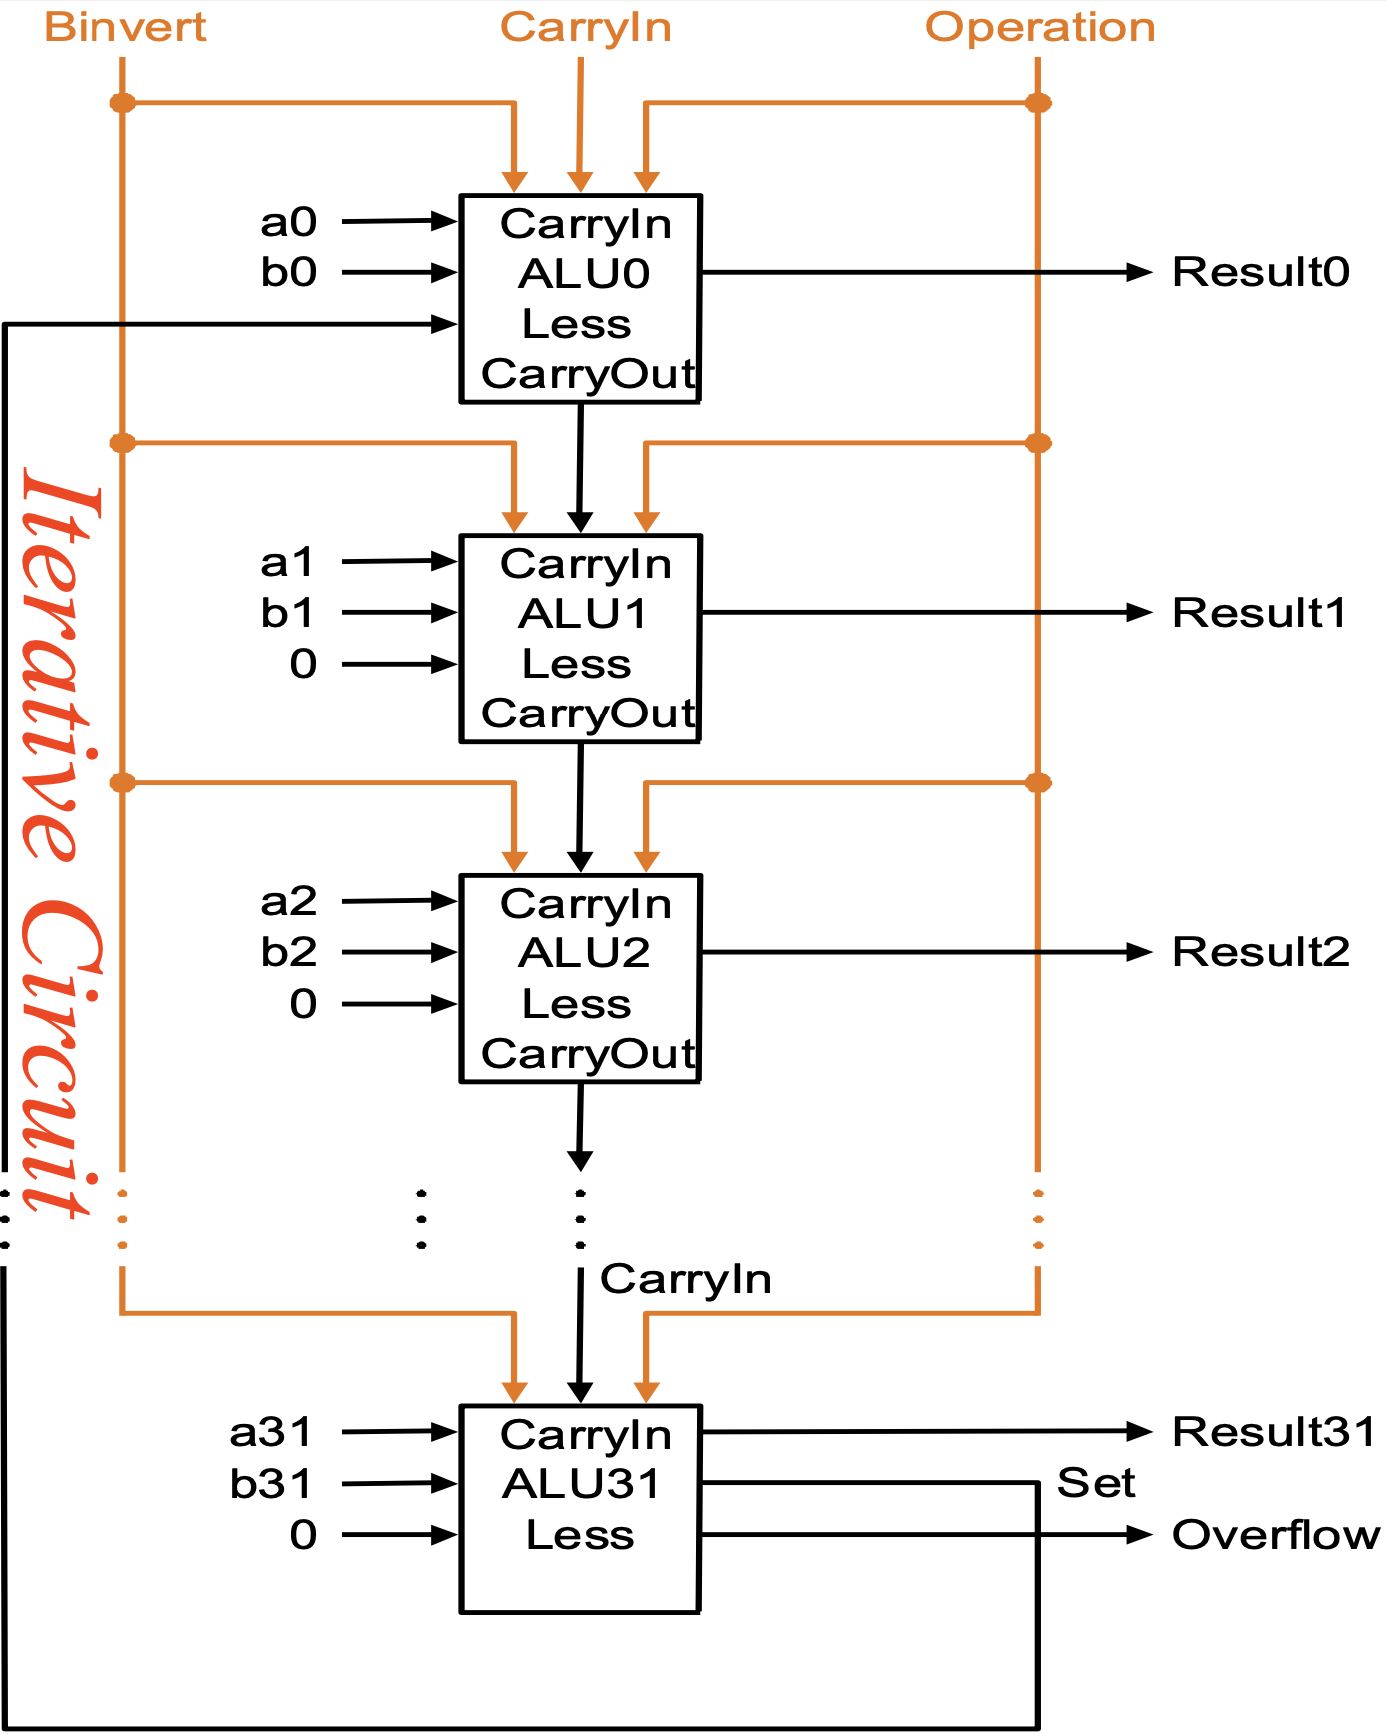 Binvert CarryIn Operation
a0 CarryIn
b0 ALU0 Result0
Less
CarryOut
a1 CarryIn
b1 ALU1 Result1
0 Less
CarryOut
a2 CarryIn
b2 ALU2 Result2
0 Less
CarryOut
CarryIn
a31 CarryIn Result31
b31 ALU31 Set
0 Less Overflow
Iterative Circuit